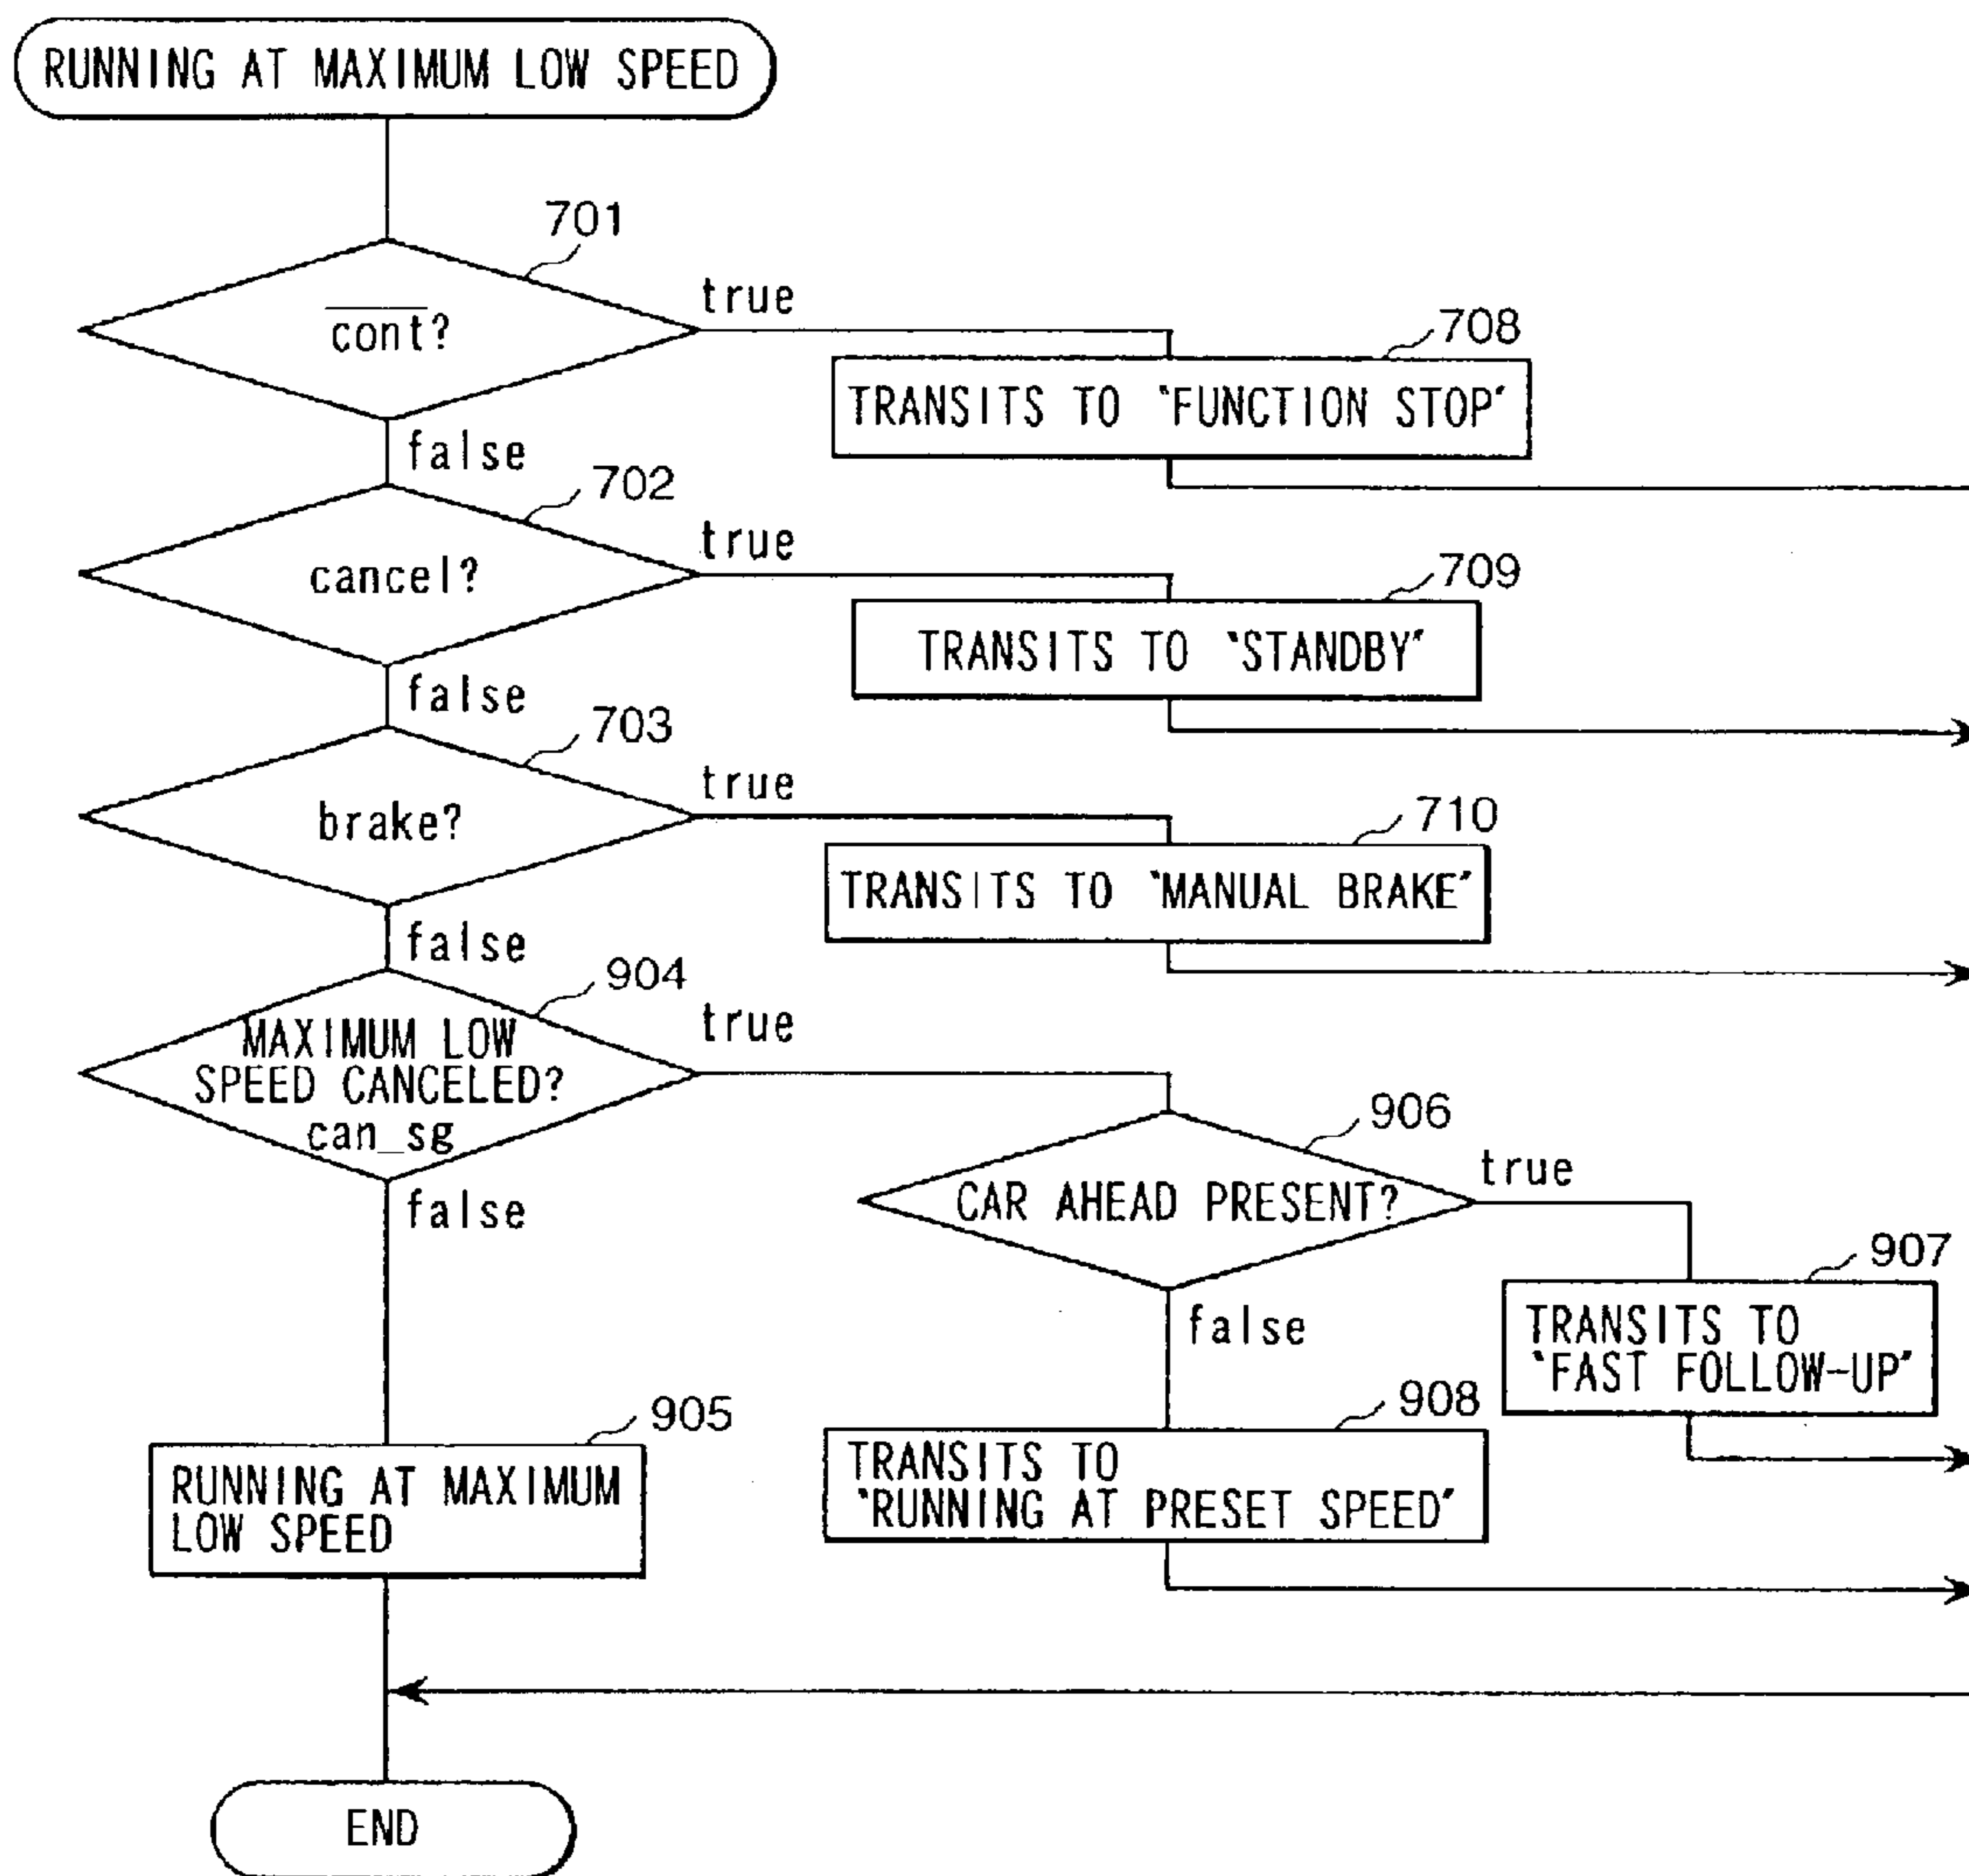 RUNNING AT MAXIMUM LOW SPEED
701
cont?
true
708
TRANSITS TO "FUNCTION STOP"
false
702
cancel?
true
709
TRANSITS TO "STANDBY"
false
703
brake?
true
710
TRANSITS TO "MANUAL BRAKE"
false
904
MAXIMUM LOW
SPEED CANCELED?
can_sg
true
906
CAR AHEAD PRESENT?
true
907
TRANSITS TO
"FAST FOLLOW-UP"
false
false
908
TRANSITS TO
"RUNNING AT PRESET SPEED"
905
RUNNING AT MAXIMUM
LOW SPEED
END